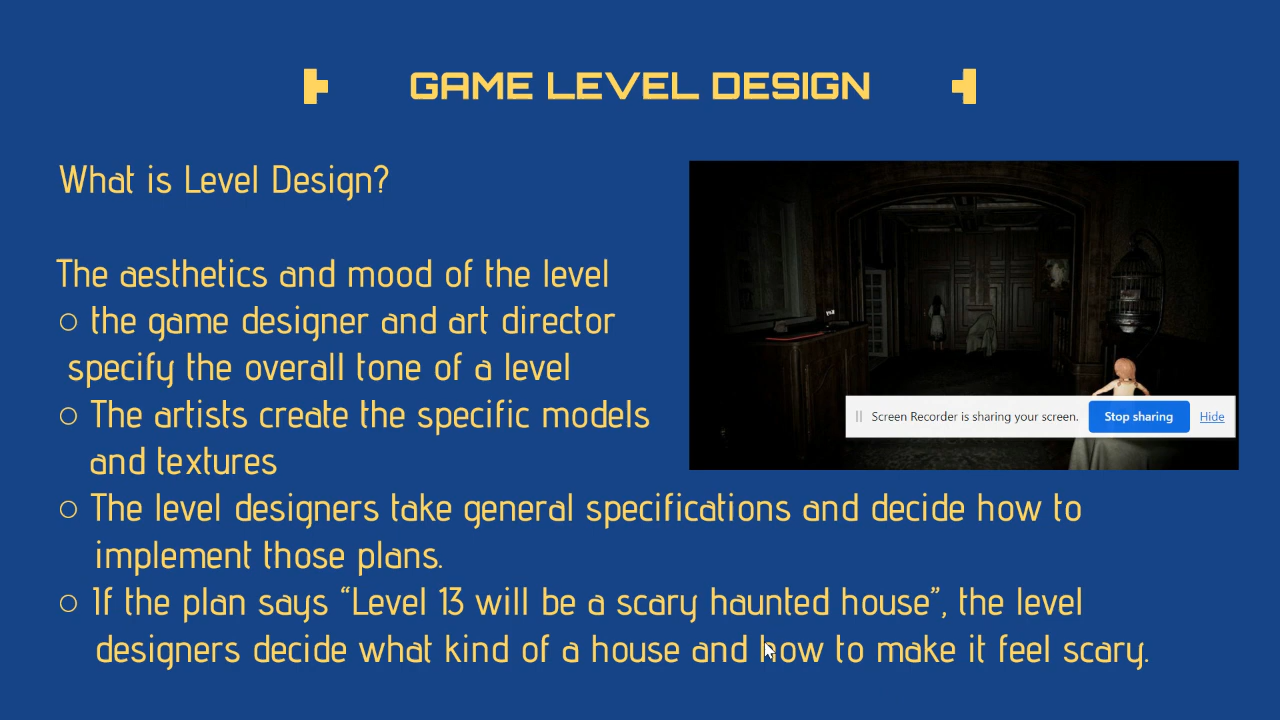 GAME LEVEL DESIGN
What is Level Design?
The aesthetics and mood of the level
○ the game designer and art director
specify the overall tone of a level
○ The artists create the specific models
and textures
○ The level designers take general specifications and decide how to
implement those plans.
○ If the plan says “Level 13 will be a scary haunted house”, the level
designers decide what kind of a house and how to make it feel scary.
Screen Recorder is sharing your screen. Stop sharing Hide